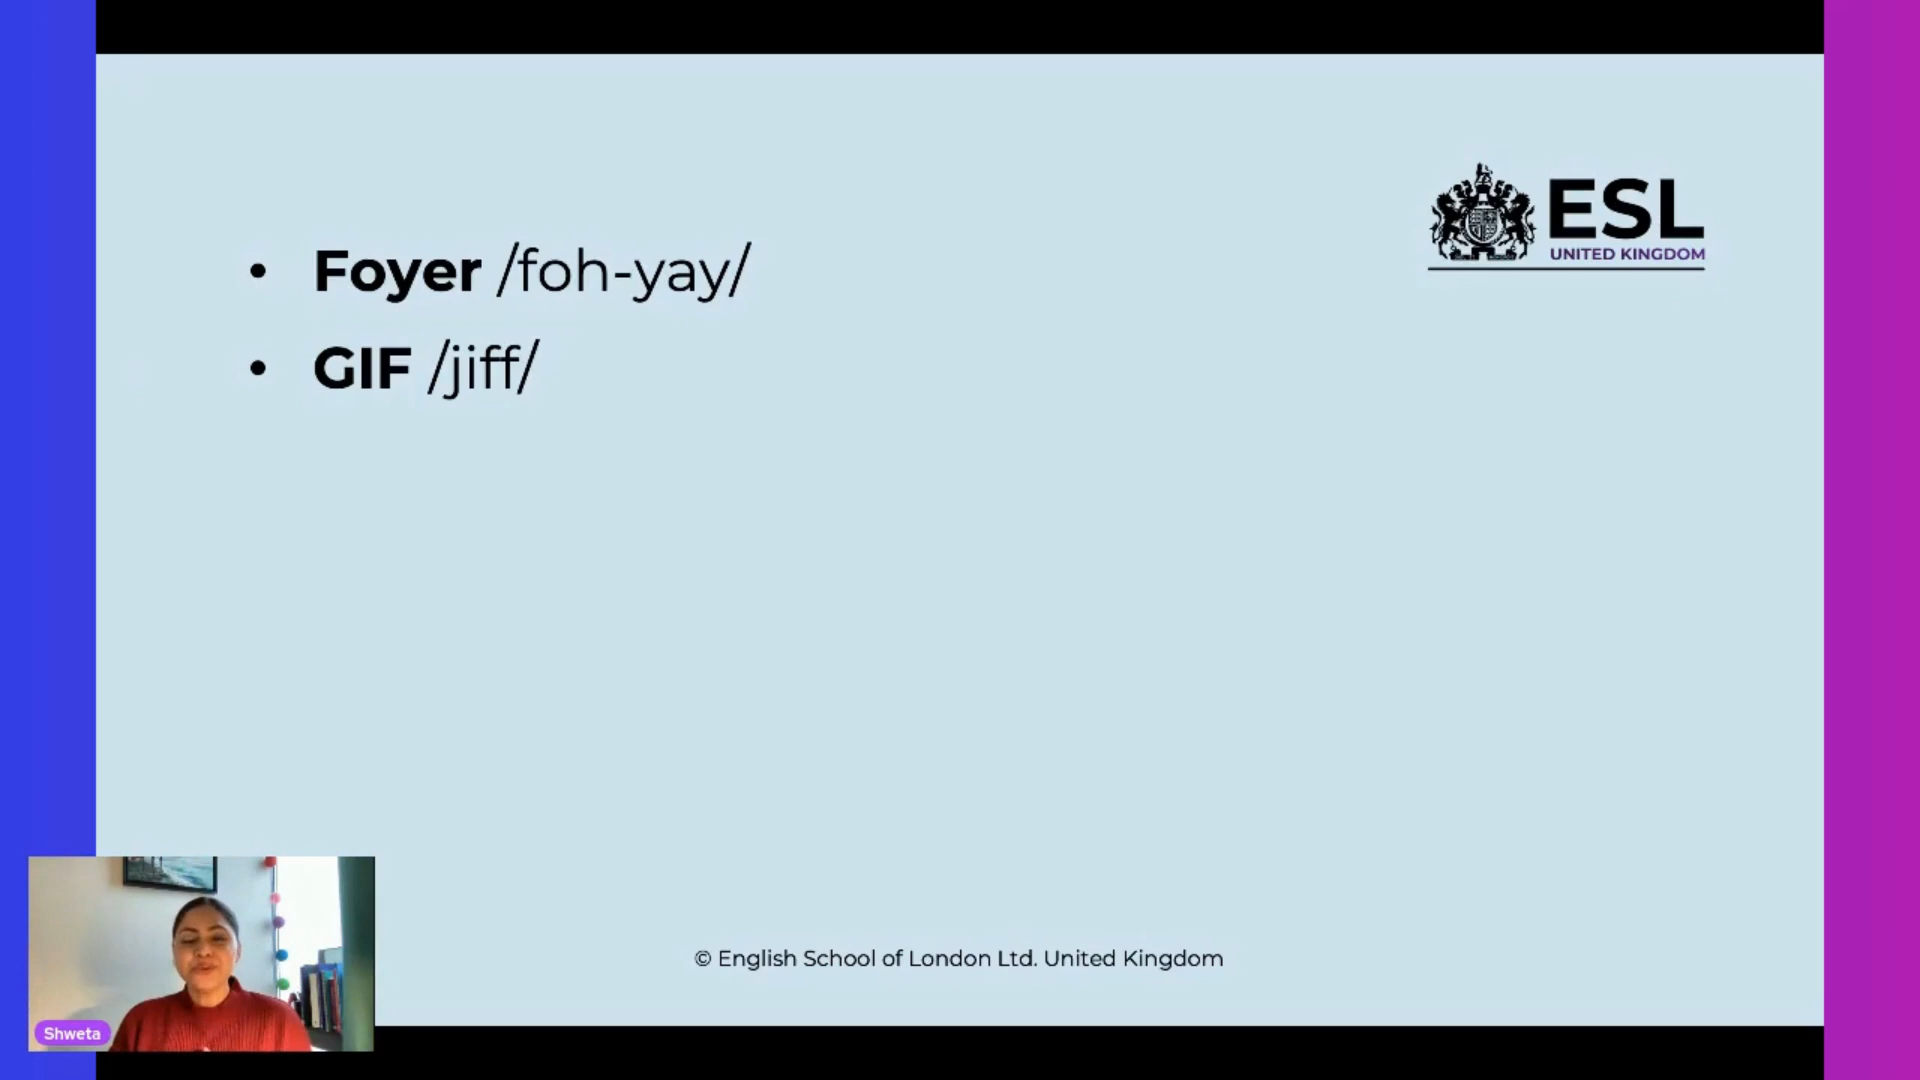 ESL
UNITED KINGDOM
• Foyer /foh-yay/
• GIF /jiff/
© English School of London Ltd. United Kingdom
Shweta